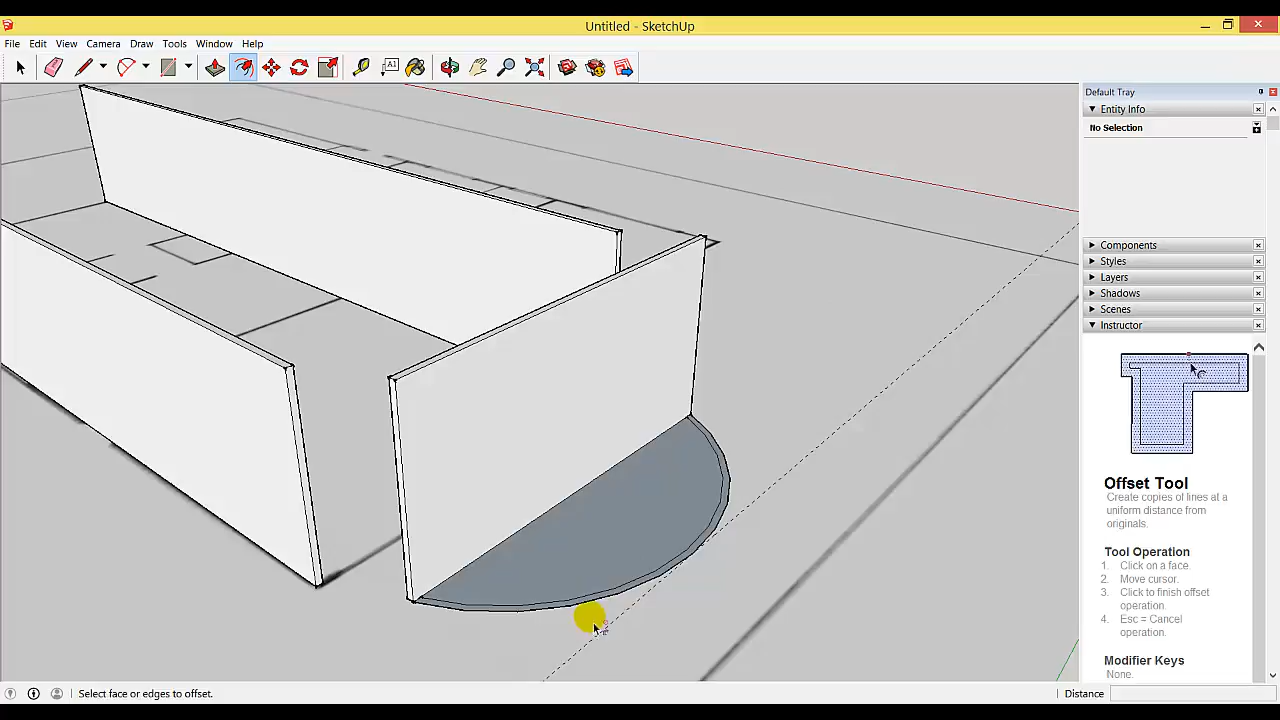 Untitled - SketchUp
File Edit View Camera Draw Tools Window Help
A1
Default Tray
Entity Info
No Selection
Components
Styles
Layers
Shadows
Scenes
Instructor
Offset Tool
Create copies of lines at a
uniform distance from
originals.
Tool Operation
1. Click on a face.
2. Move cursor.
3. Click to finish offset
operation.
4. Esc = Cancel
operation.
Modifier Keys
None.
Select face or edges to offset.
Distance